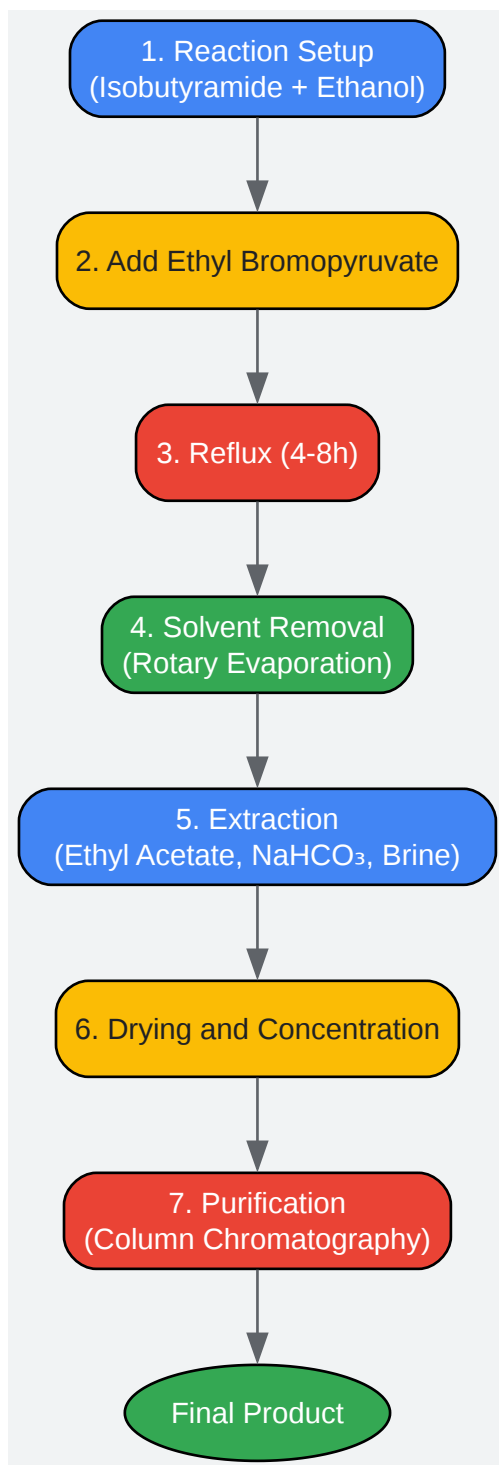 1. Reaction Setup
(Isobutyramide + Ethanol)
2. Add Ethyl Bromopyruvate
3. Reflux (4-8h)
4. Solvent Removal
(Rotary Evaporation)
5. Extraction
(Ethyl Acetate, NaHCO₃, Brine)
6. Drying and Concentration
7. Purification
(Column Chromatography)
Final Product